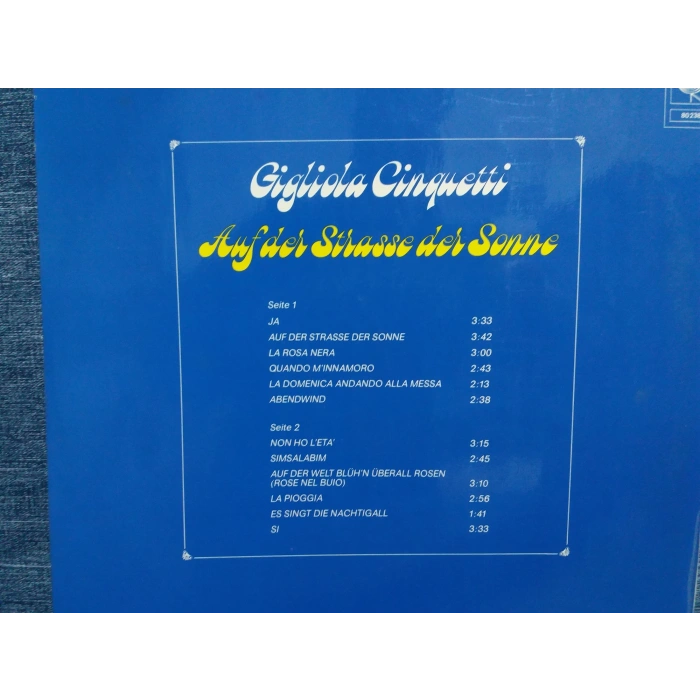 80236
Gigliola Cinquetti
Auf der Strasse der Sonne
Seite 1
JA 3:33
AUF DER STRASSE DER SONNE 3:42
LA ROSA NERA 3:00
QUANDO M'INNAMORO 2:43
LA DOMENICA ANDANDO ALLA MESSA 2:13
ABENDWIND 2:38
Seite 2
NON HO L'ETA' 3:15
SIMSALABIM 2:45
AUF DER WELT BLÜH'N ÜBERALL ROSEN
(ROSE NEL BUIO) 3:10
LA PIOGGIA 2:56
ES SINGT DIE NACHTIGALL 1:41
SI 3:33